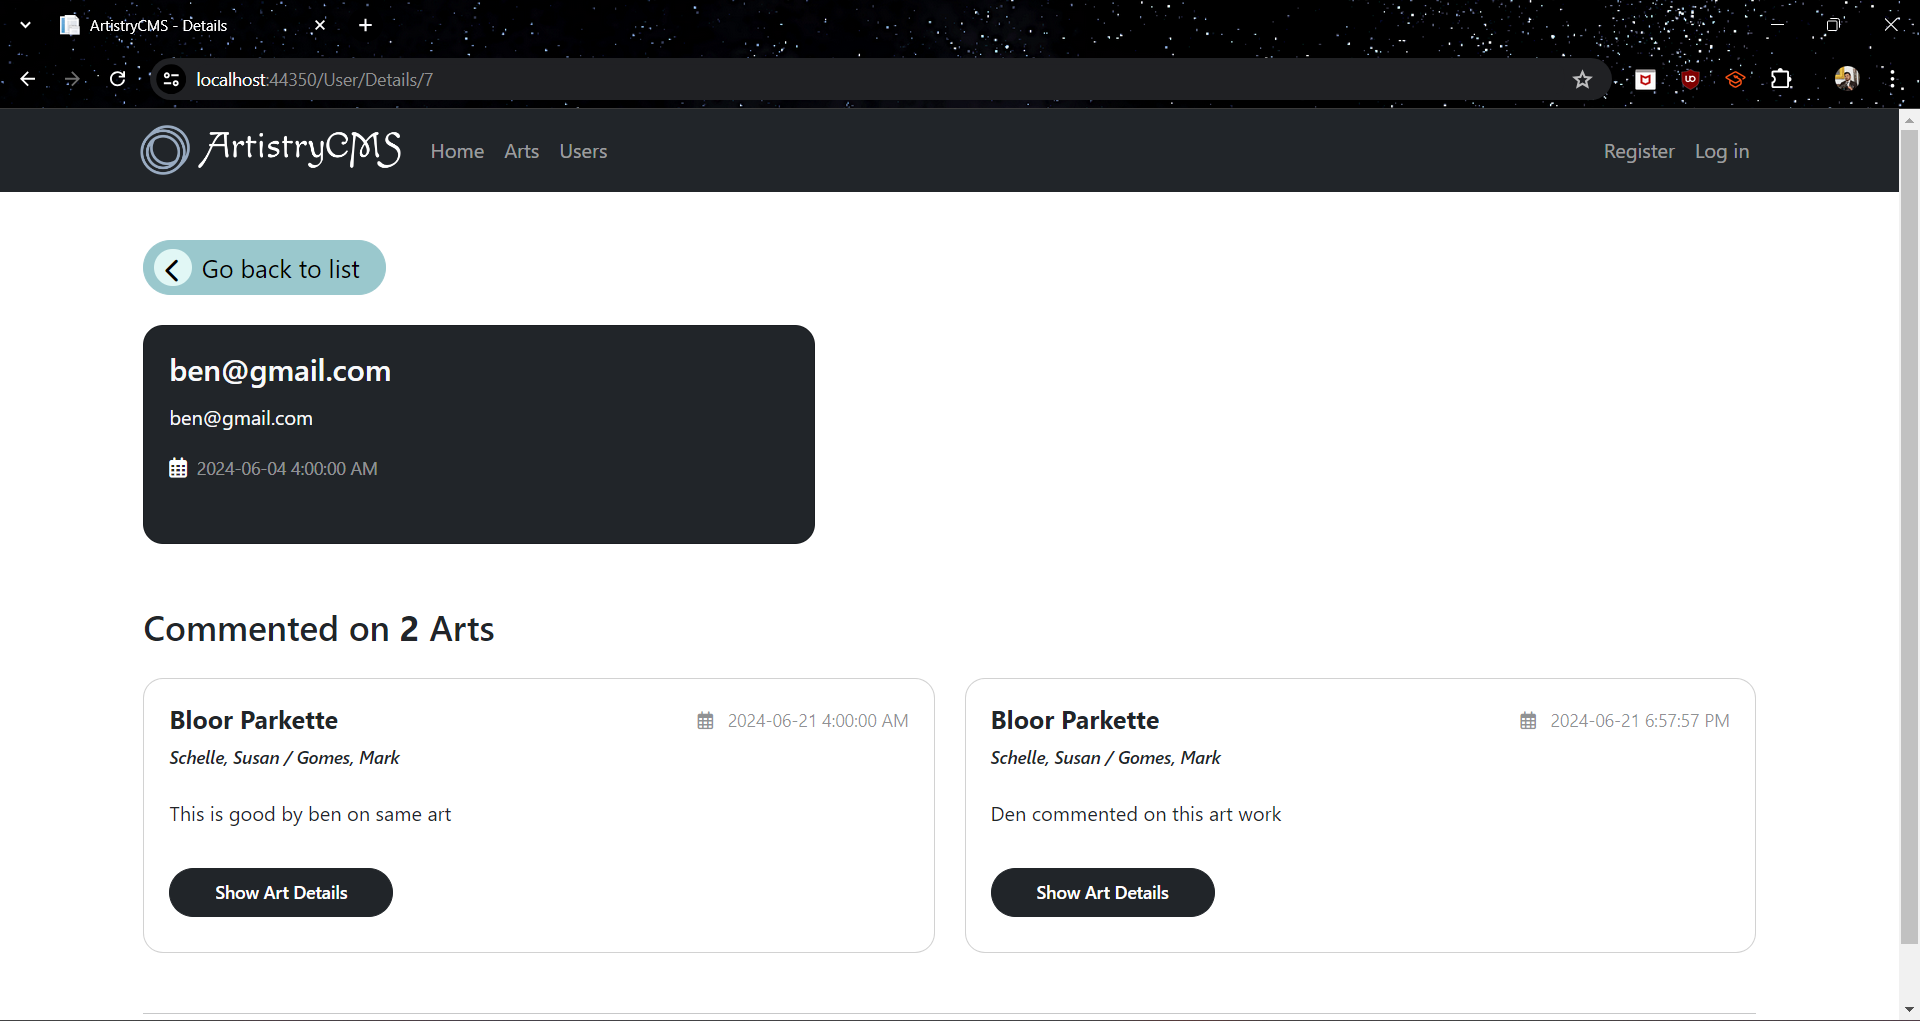 ArtistryCMS - Details
localhost:44350/User/Details/7
ArtistryCMS Home Arts Users Register Log in
Go back to list
ben@gmail.com
ben@gmail.com
2024-06-04 4:00:00 AM
Commented on 2 Arts
Bloor Parkette 2024-06-21 4:00:00 AM
Schelle, Susan / Gomes, Mark
This is good by ben on same art
Show Art Details
Bloor Parkette 2024-06-21 6:57:57 PM
Schelle, Susan / Gomes, Mark
Den commented on this art work
Show Art Details